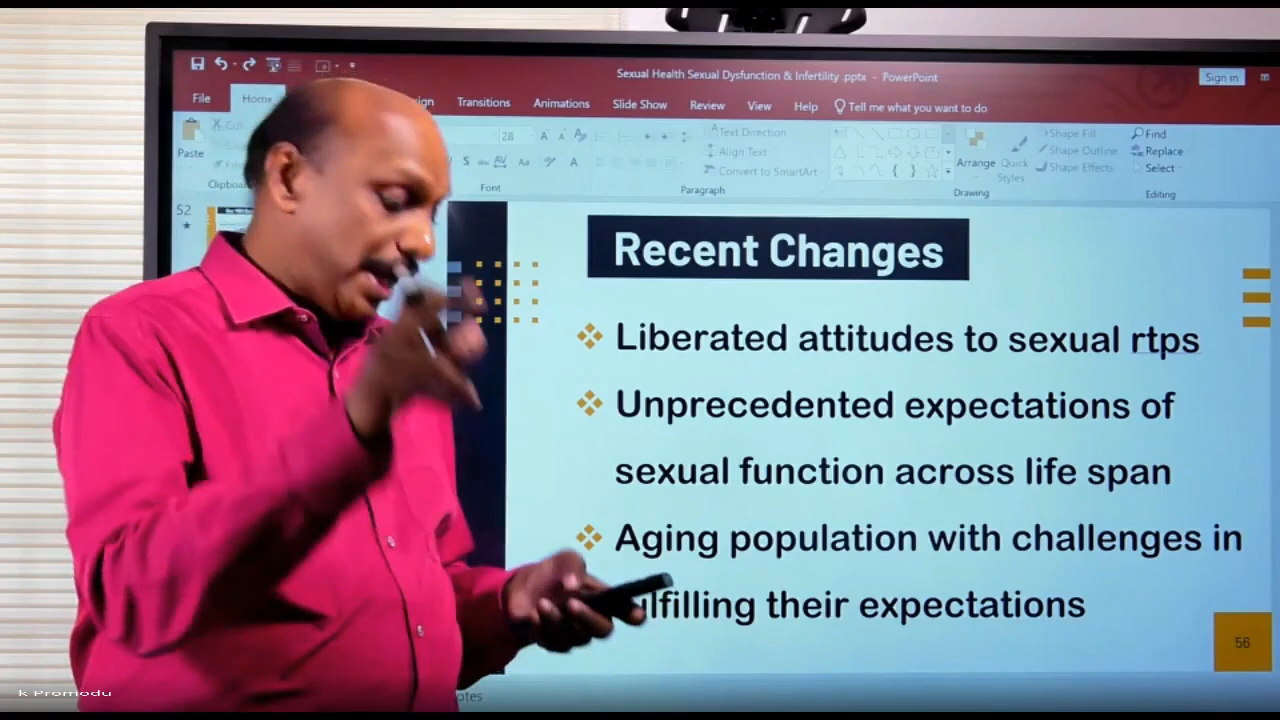 Sexual Health Sexual Dysfunction & Infertility .pptx - PowerPoint
Sign in
File Home Transitions Animations Slide Show Review View Help Tell me what you want to do
Cut
Paste
28
Text Direction
Align Text
Convert to SmartArt
Arrange
Quick
Styles
Shape Fill
Shape Outline
Shape Effects
Find
Replace
Select
Font
Paragraph
Drawing
Editing
52
Recent Changes
Liberated attitudes to sexual rtps
Unprecedented expectations of
sexual function across life span
Aging population with challenges in
their expectations
56
k Promodu